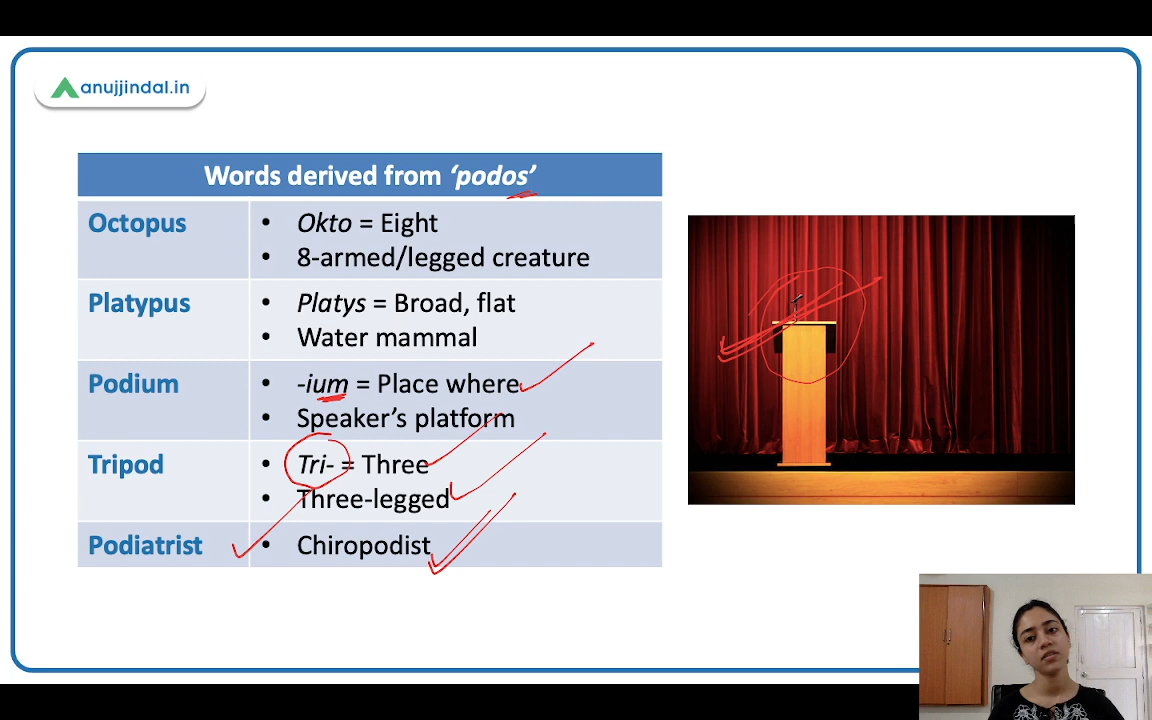 anujjindal.in
Words derived from ‘podos’
Octopus
• Okto = Eight
• 8-armed/legged creature
Platypus
• Platys = Broad, flat
• Water mammal
Podium
• -ium = Place where
• Speaker’s platform
Tripod
• Tri- = Three
• Three-legged
Podiatrist
• Chiropodist